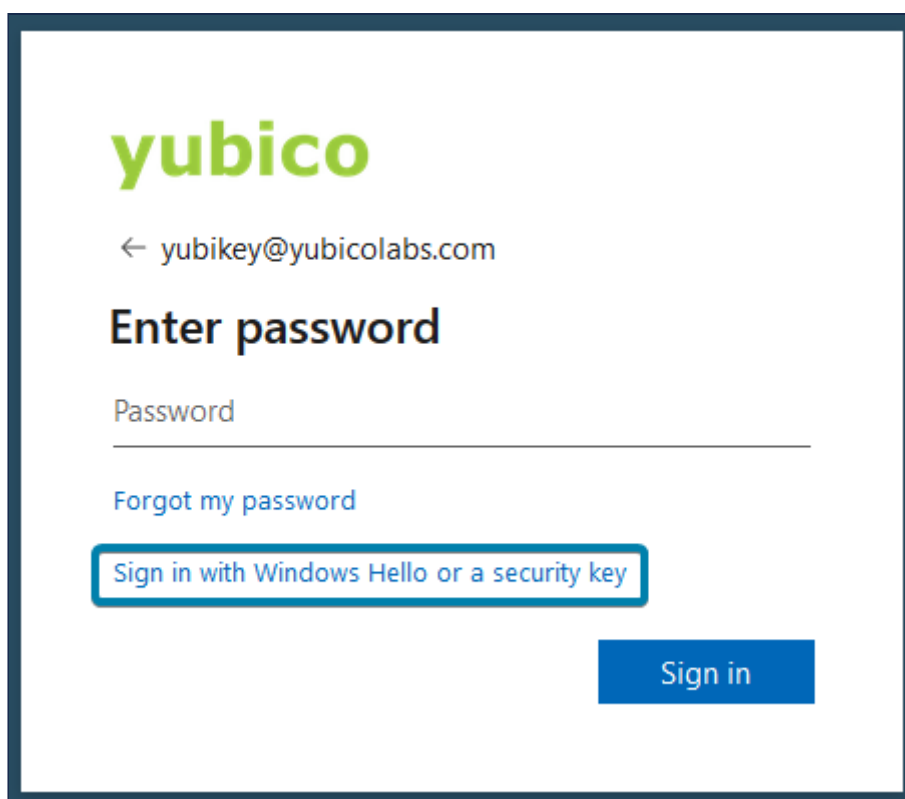 yubico
← yubikey@yubicolabs.com
Enter password
Password
Forgot my password
Sign in with Windows Hello or a security key
Sign in